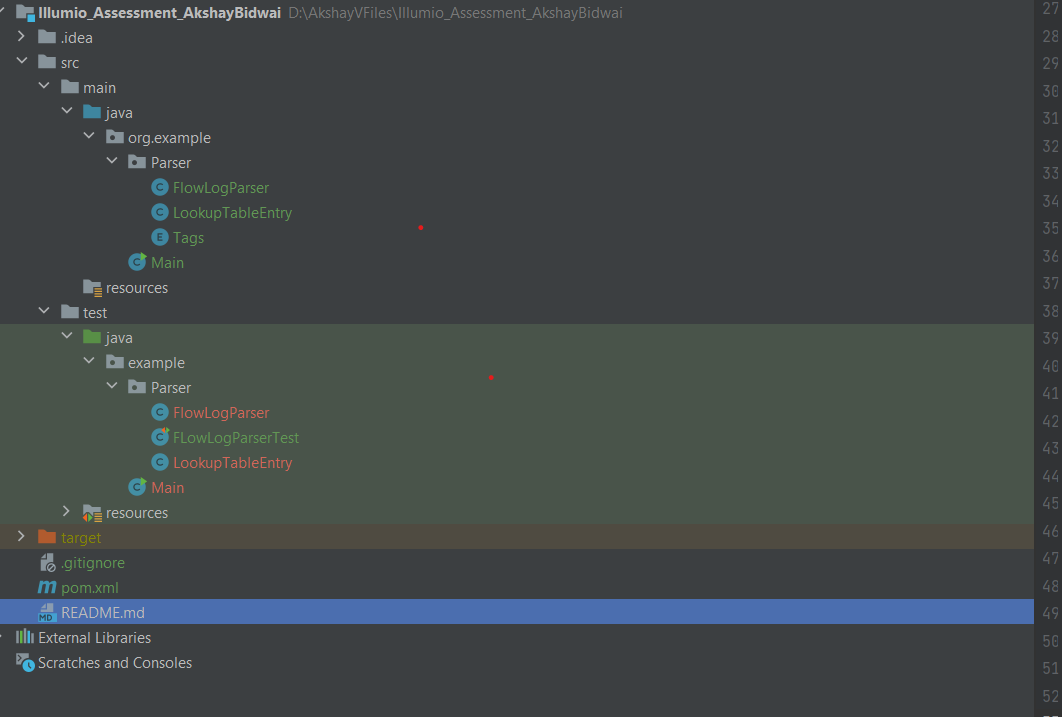 Illumio_Assessment_AkshayBidwai D:\AkshayVFiles\Illumio_Assessment_AkshayBidwai
.idea
src
main
java
org.example
Parser
C FlowLogParser
C LookupTableEntry
E Tags
C Main
resources
test
java
example
Parser
C FlowLogParser
C FLowLogParserTest
C LookupTableEntry
C Main
resources
target
.gitignore
m pom.xml
MD README.md
External Libraries
Scratches and Consoles
27
28
29
30
31
32
33
34
35
36
37
38
39
40
41
42
43
44
45
46
47
48
49
50
51
52